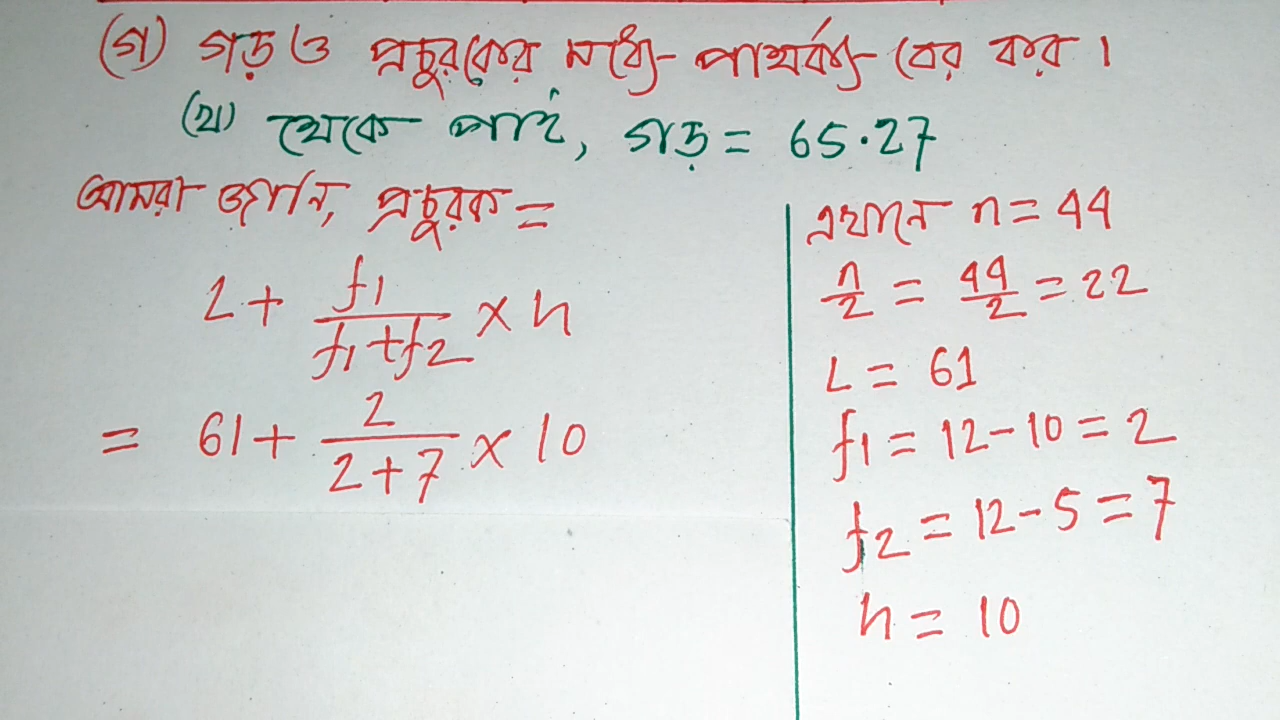 (গ) গড় ও প্রচুরকের মধ্যে পার্থক্য বের কর।
(খ) থেকে পাই, গড় = 65.27
আমরা জানি, প্রচুরক =
L + f1/(f1+f2) × h
= 61 + 2/(2+7) × 10
এখানে n = 44
n/2 = 44/2 = 22
L = 61
f1 = 12-10 = 2
f2 = 12-5 = 7
h = 10